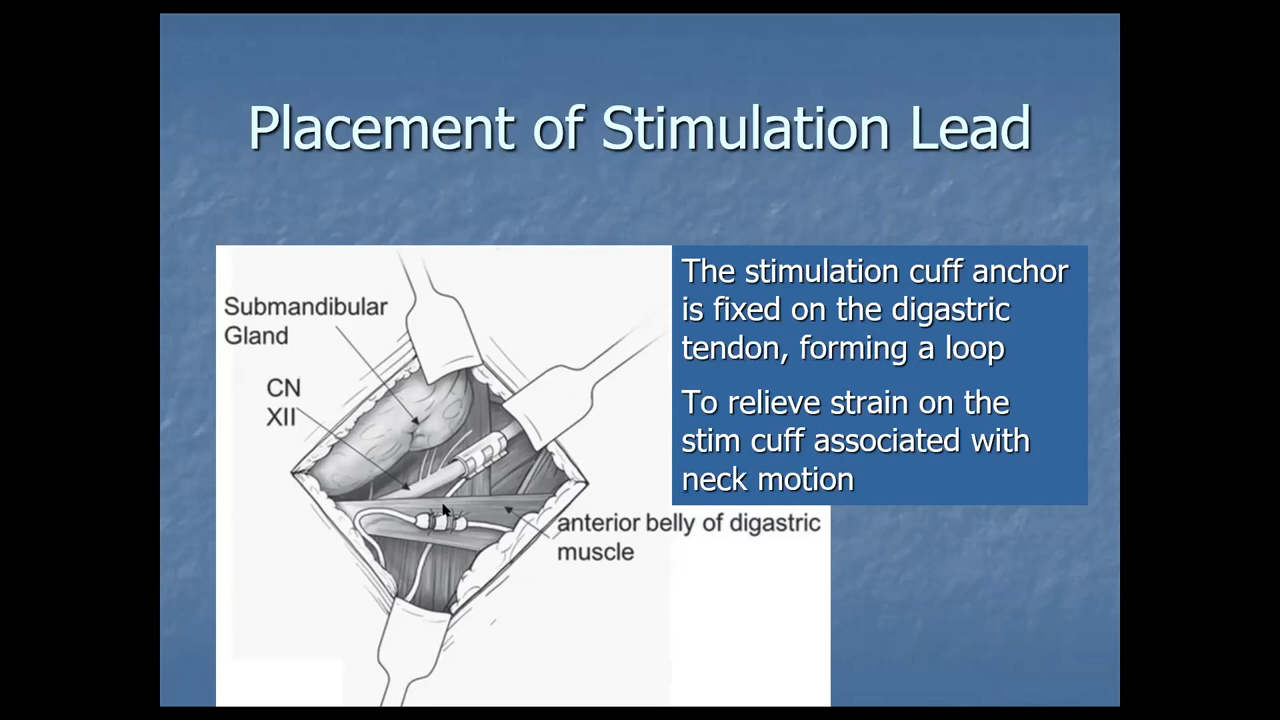 Placement of Stimulation Lead
Submandibular
Gland
CN
XII
anterior belly of digastric
muscle
The stimulation cuff anchor
is fixed on the digastric
tendon, forming a loop
To relieve strain on the
stim cuff associated with
neck motion